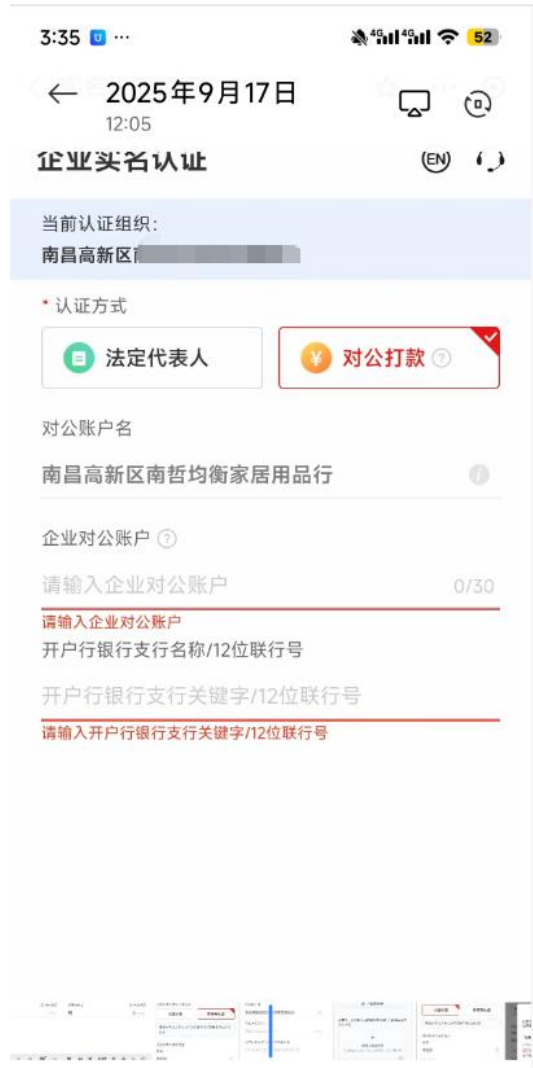 3:35 ... 4G 4G 52
2025年9月17日
12:05
企业实名认证
EN
当前认证组织：
南昌高新区
* 认证方式
法定代表人
¥ 对公打款 ?
对公账户名
南昌高新区南哲均衡家居用品行
i
企业对公账户 ?
请输入企业对公账户 0/30
请输入企业对公账户
开户行银行支行名称/12位联行号
开户行银行支行关键字/12位联行号
请输入开户行银行支行关键字/12位联行号